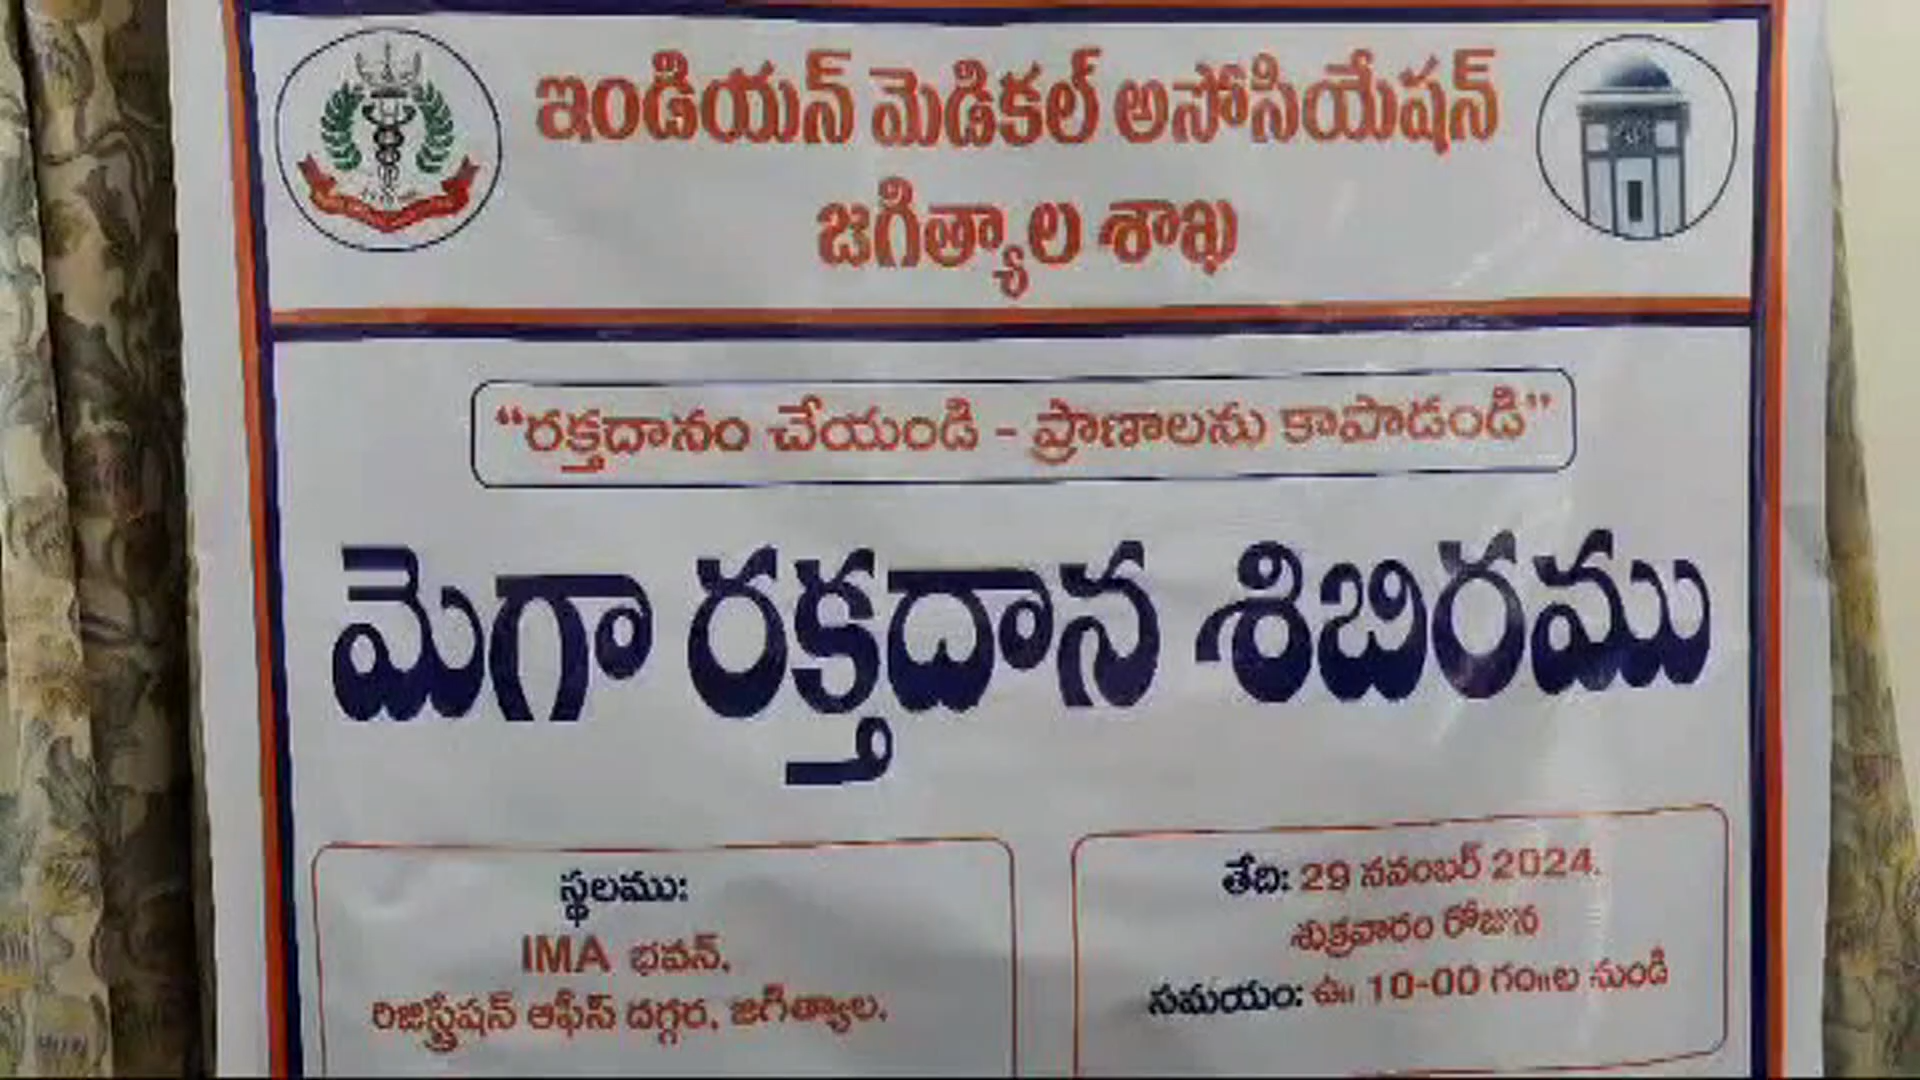 ఇండియన్ మెడికల్ అసోసియేషన్
జగిత్యాల శాఖ
“రక్తదానం చేయండి - ప్రాణాలను కాపాడండి”
మెగా రక్తదాన శిబిరము
స్థలము:
IMA భవన్,
రిజిస్ట్రేషన్ ఆఫీస్ దగ్గర, జగిత్యాల,
తేది: 29 నవంబర్ 2024.
శుక్రవారం రోజున
సమయం: ఉ॥ 10-00 గం॥ల నుండి